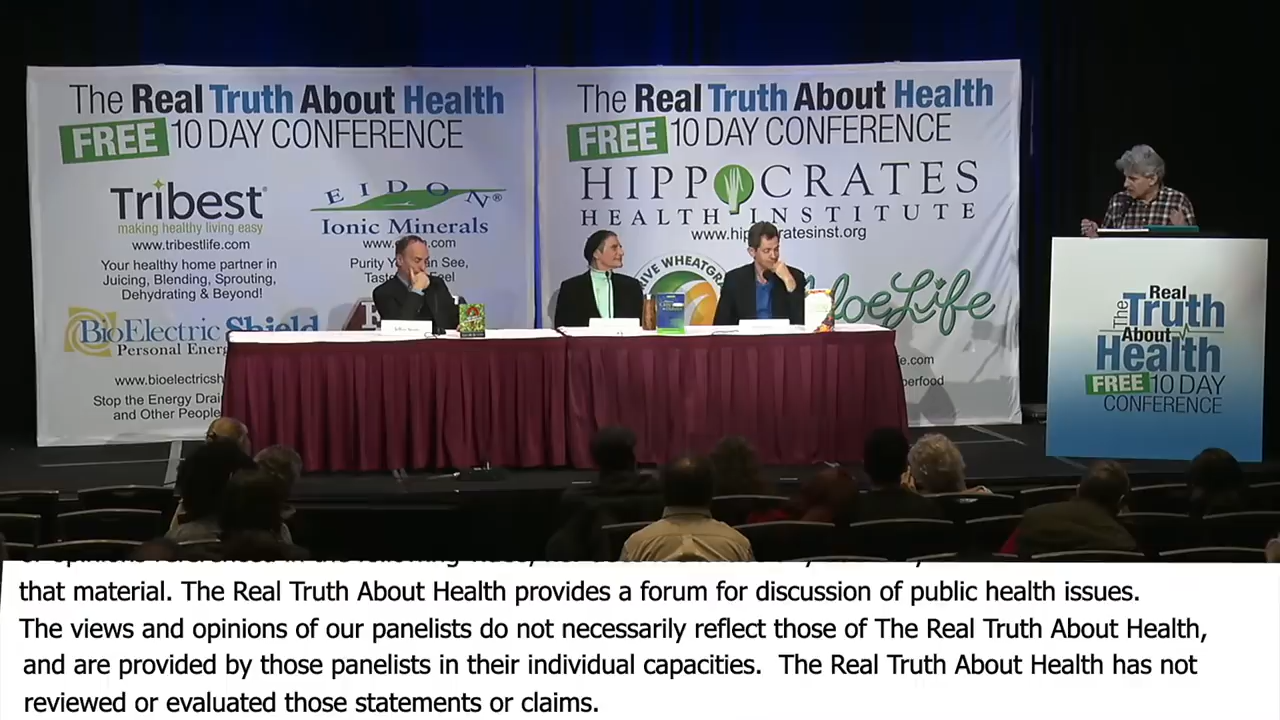 The Real Truth About Health
FREE 10 DAY CONFERENCE
Tribest®
making healthy living easy
www.tribestlife.com
Your healthy home partner in
Juicing, Blending, Sprouting,
Dehydrating & Beyond!
EIDON®
Ionic Minerals
Purity
See,
BioElectric Shield
Personal
Stop the Energy
and Other People
The Real Truth About Health
FREE 10 DAY CONFERENCE
HIPPOCRATES
HEALTH INSTITUTE
www.hippocratesinst.org
The Real
Truth
About
Health
FREE 10 DAY
CONFERENCE
that material. The Real Truth About Health provides a forum for discussion of public health issues.
The views and opinions of our panelists do not necessarily reflect those of The Real Truth About Health,
and are provided by those panelists in their individual capacities. The Real Truth About Health has not
reviewed or evaluated those statements or claims.